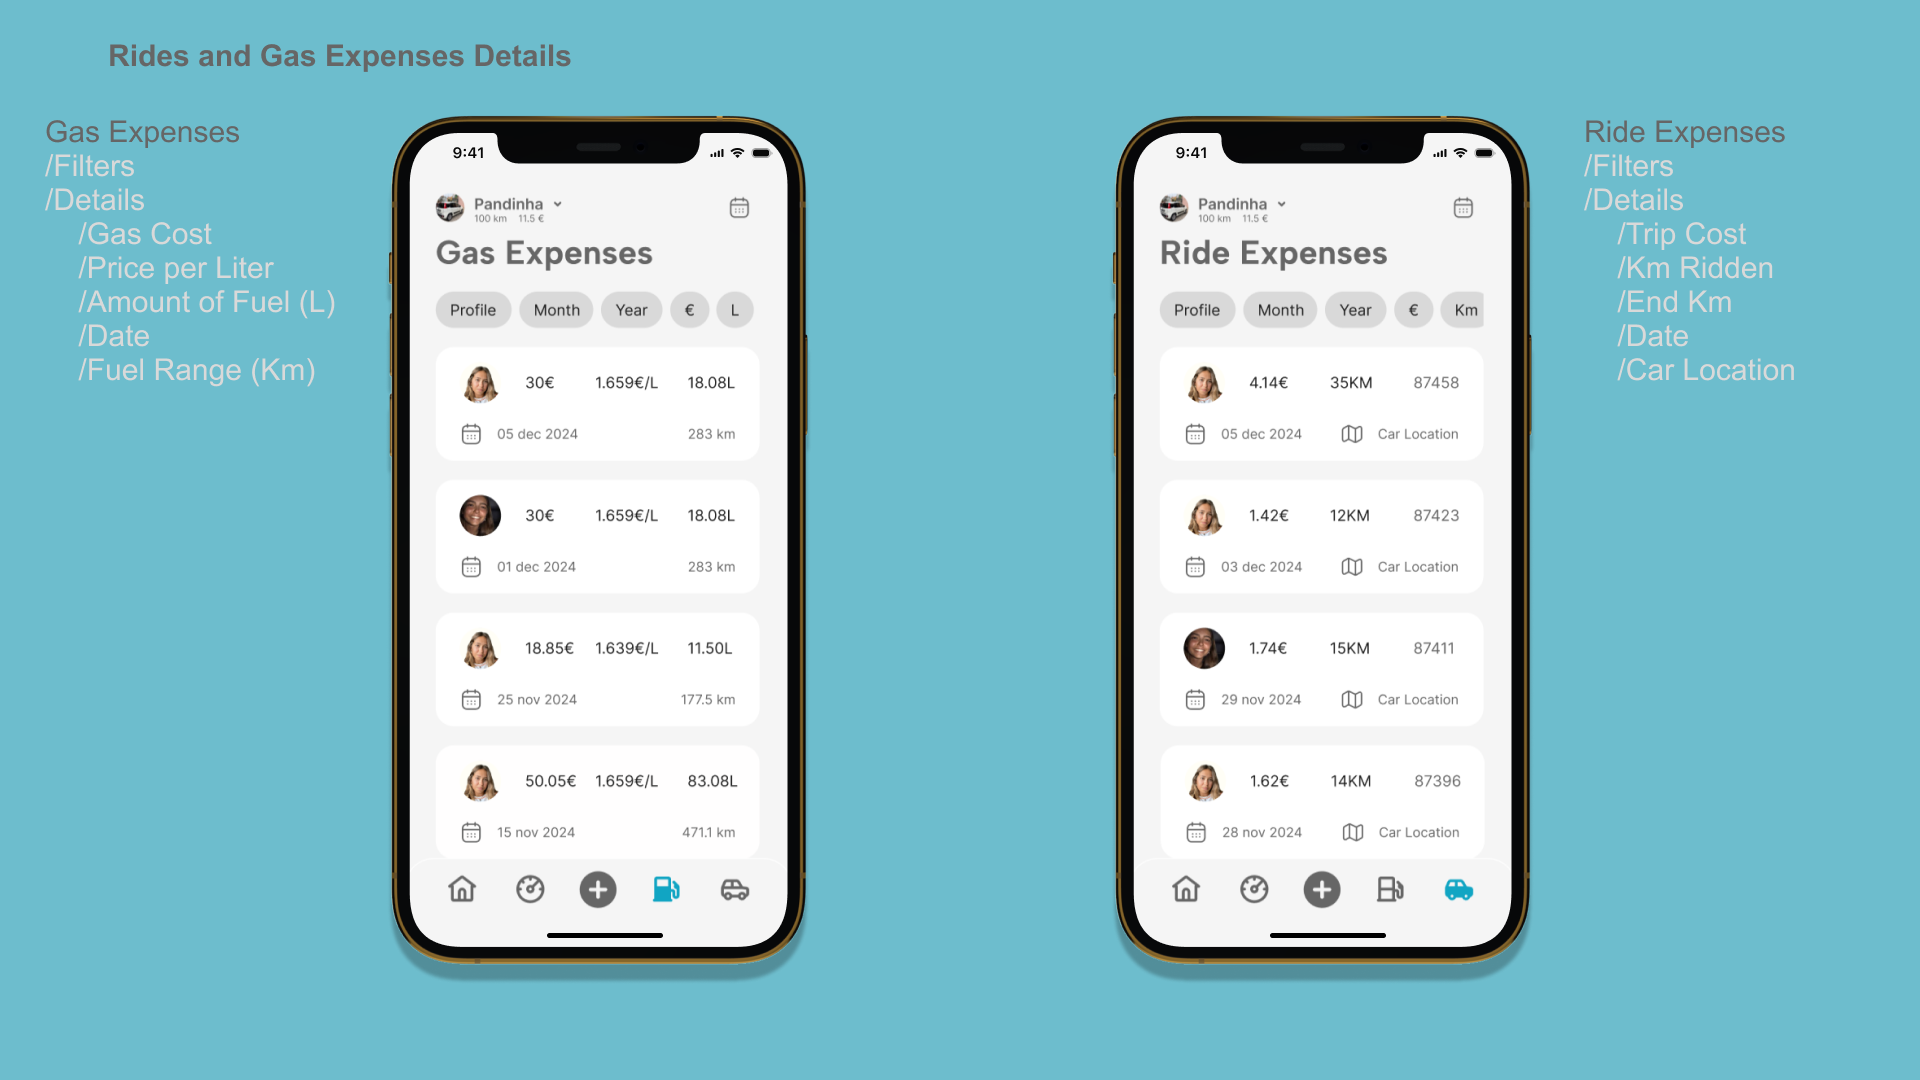 Rides and Gas Expenses Details
Gas Expenses
/Filters
/Details
/Gas Cost
/Price per Liter
/Amount of Fuel (L)
/Date
/Fuel Range (Km)
9:41
Pandinha
100 km 11.5 €
Gas Expenses
Profile Month Year € L
30€ 1.659€/L 18.08L
05 dec 2024 283 km
30€ 1.659€/L 18.08L
01 dec 2024 283 km
18.85€ 1.639€/L 11.50L
25 nov 2024 177.5 km
50.05€ 1.659€/L 83.08L
15 nov 2024 471.1 km
9:41
Pandinha
100 km 11.5 €
Ride Expenses
Profile Month Year € Km
4.14€ 35KM 87458
05 dec 2024 Car Location
1.42€ 12KM 87423
03 dec 2024 Car Location
1.74€ 15KM 87411
29 nov 2024 Car Location
1.62€ 14KM 87396
28 nov 2024 Car Location
Ride Expenses
/Filters
/Details
/Trip Cost
/Km Ridden
/End Km
/Date
/Car Location